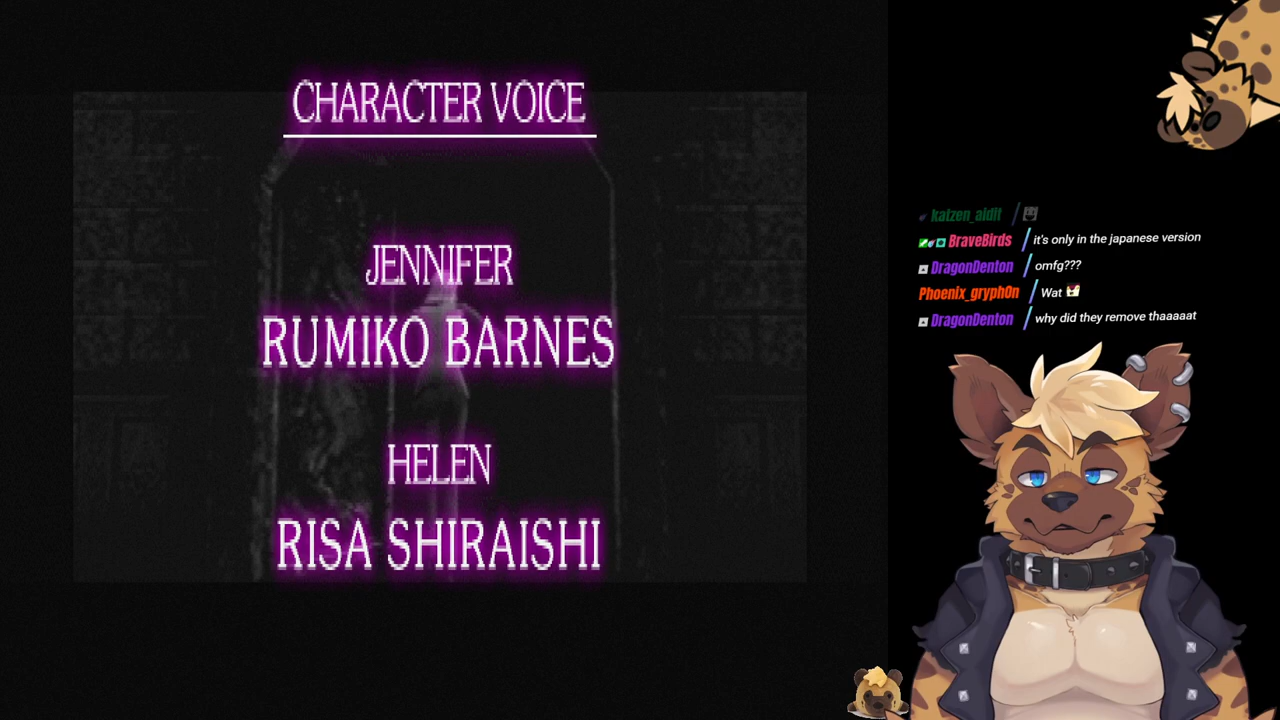 CHARACTER VOICE
JENNIFER
RUMIKO BARNES
HELEN
RISA SHIRAISHI
katzen_aidit /
BraveBirds / it's only in the japanese version
DragonDenton / omfg???
Phoenix_gryph0n / Wat
DragonDenton / why did they remove thaaaaat